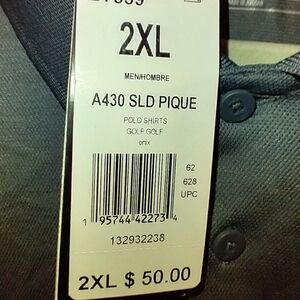 2XL
MEN/HOMBRE
A430 SLD PIQUE
POLO SHIRTS
GOLF GOLF
onix
62
628
UPC
1 95744 42273 4
132932238
2XL $ 50.00